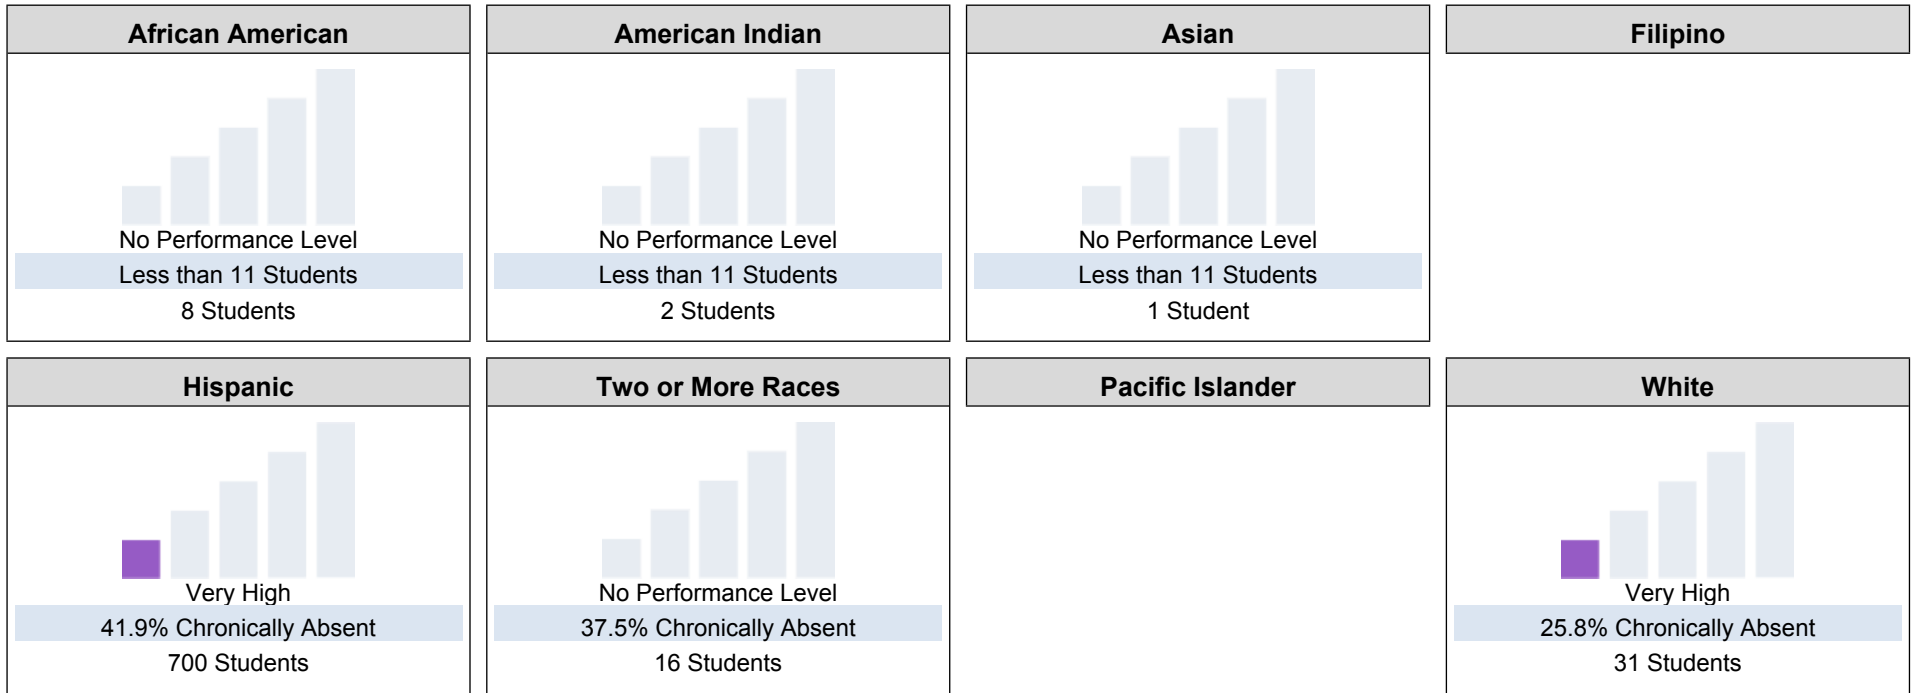 African American
No Performance Level
Less than 11 Students
8 Students
American Indian
No Performance Level
Less than 11 Students
2 Students
Asian
No Performance Level
Less than 11 Students
1 Student
Filipino
Hispanic
Very High
41.9% Chronically Absent
700 Students
Two or More Races
No Performance Level
37.5% Chronically Absent
16 Students
Pacific Islander
White
Very High
25.8% Chronically Absent
31 Students